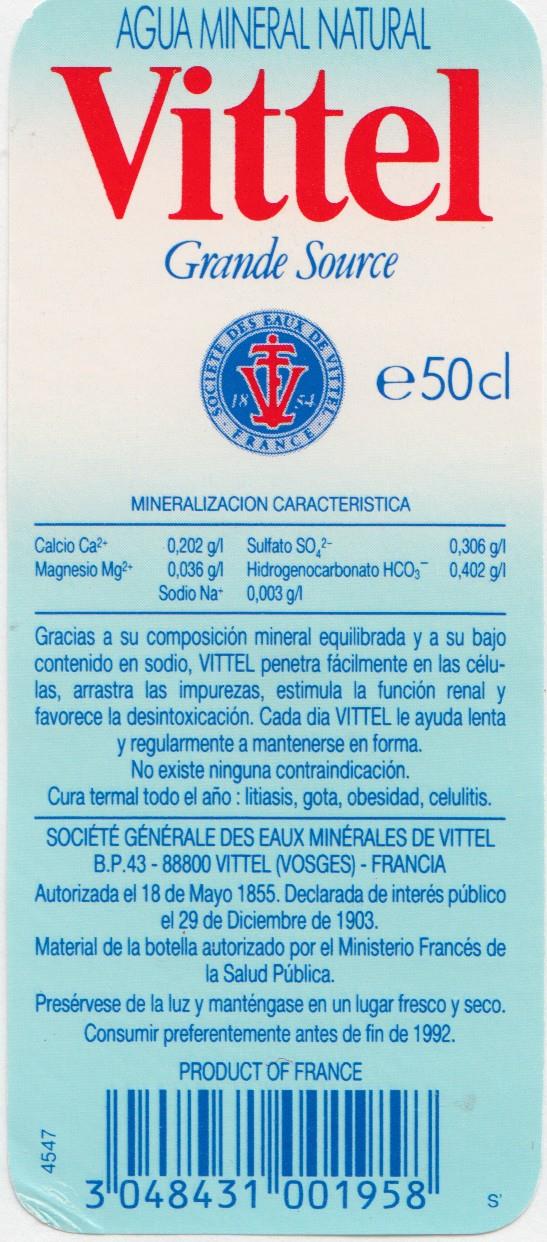 AGUA MINERAL NATURAL
Vittel
Grande Source
SOCIETE DES EAUX DE VITTEL
18 54
· FRANCE ·
e 50 cl
MINERALIZACION CARACTERISTICA
Calcio Ca²⁺ 0,202 g/l Sulfato SO₄²⁻ 0,306 g/l
Magnesio Mg²⁺ 0,036 g/l Hidrogenocarbonato HCO₃⁻ 0,402 g/l
Sodio Na⁺ 0,003 g/l
Gracias a su composición mineral equilibrada y a su bajo
contenido en sodio, VITTEL penetra fácilmente en las célu-
las, arrastra las impurezas, estimula la función renal y
favorece la desintoxicación. Cada dia VITTEL le ayuda lenta
y regularmente a mantenerse en forma.
No existe ninguna contraindicación.
Cura termal todo el año : litiasis, gota, obesidad, celulitis.
SOCIÉTÉ GÉNÉRALE DES EAUX MINÉRALES DE VITTEL
B.P.43 - 88800 VITTEL (VOSGES) - FRANCIA
Autorizada el 18 de Mayo 1855. Declarada de interés público
el 29 de Diciembre de 1903.
Material de la botella autorizado por el Ministerio Francés de
la Salud Pública.
Presérvese de la luz y manténgase en un lugar fresco y seco.
Consumir preferentemente antes de fin de 1992.
PRODUCT OF FRANCE
4547
3 048431 001958
S'